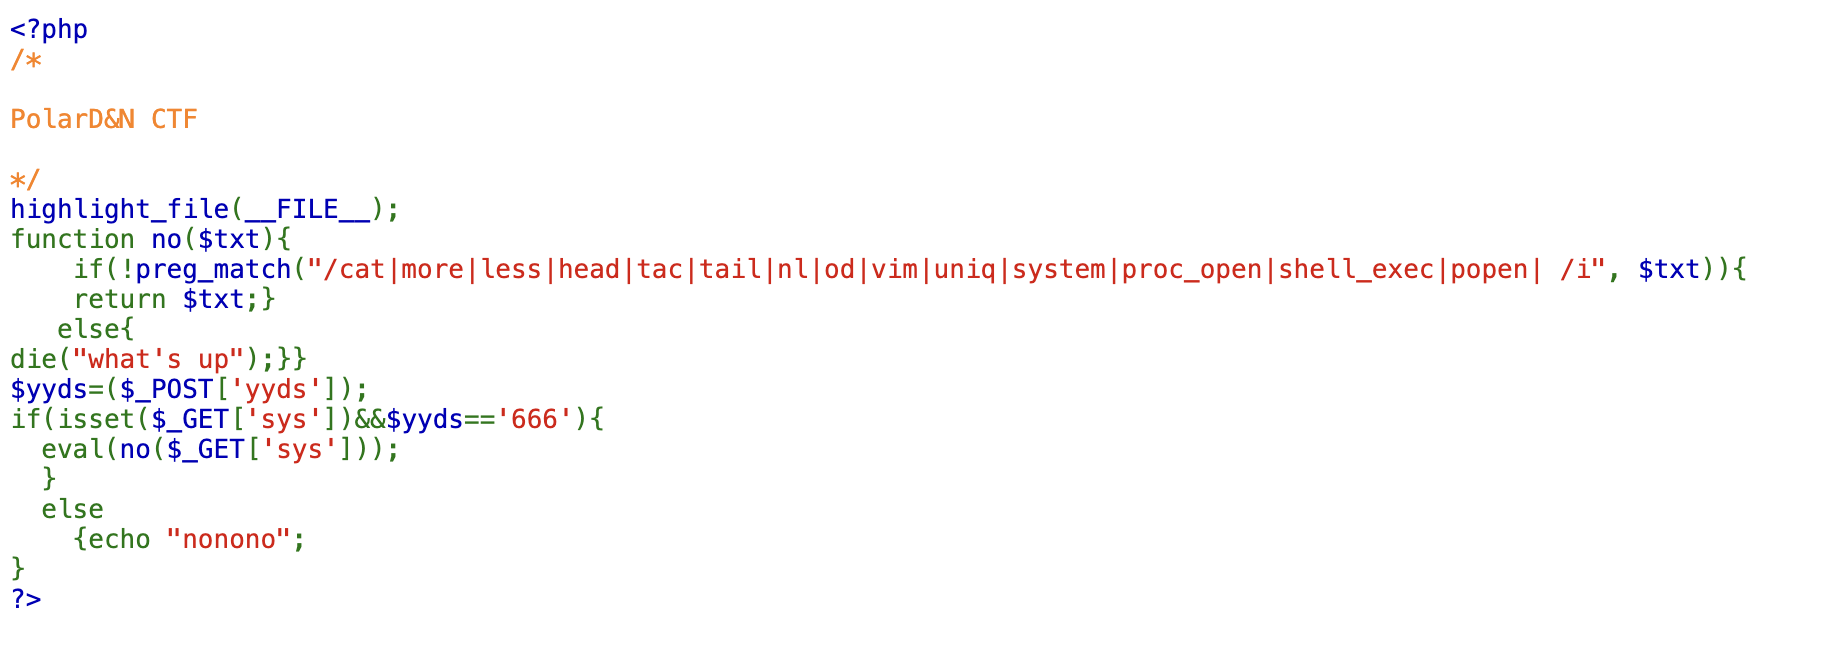 <?php
/*
PolarD&N CTF
*/
highlight_file(__FILE__);
function no($txt){
    if(!preg_match("/cat|more|less|head|tac|tail|nl|od|vim|uniq|system|proc_open|shell_exec|popen| /i", $txt)){
    return $txt;}
   else{
die("what's up");}}
$yyds=($_POST['yyds']);
if(isset($_GET['sys'])&&$yyds=='666'){
  eval(no($_GET['sys']));
  }
  else
    {echo "nonono";
}
?>